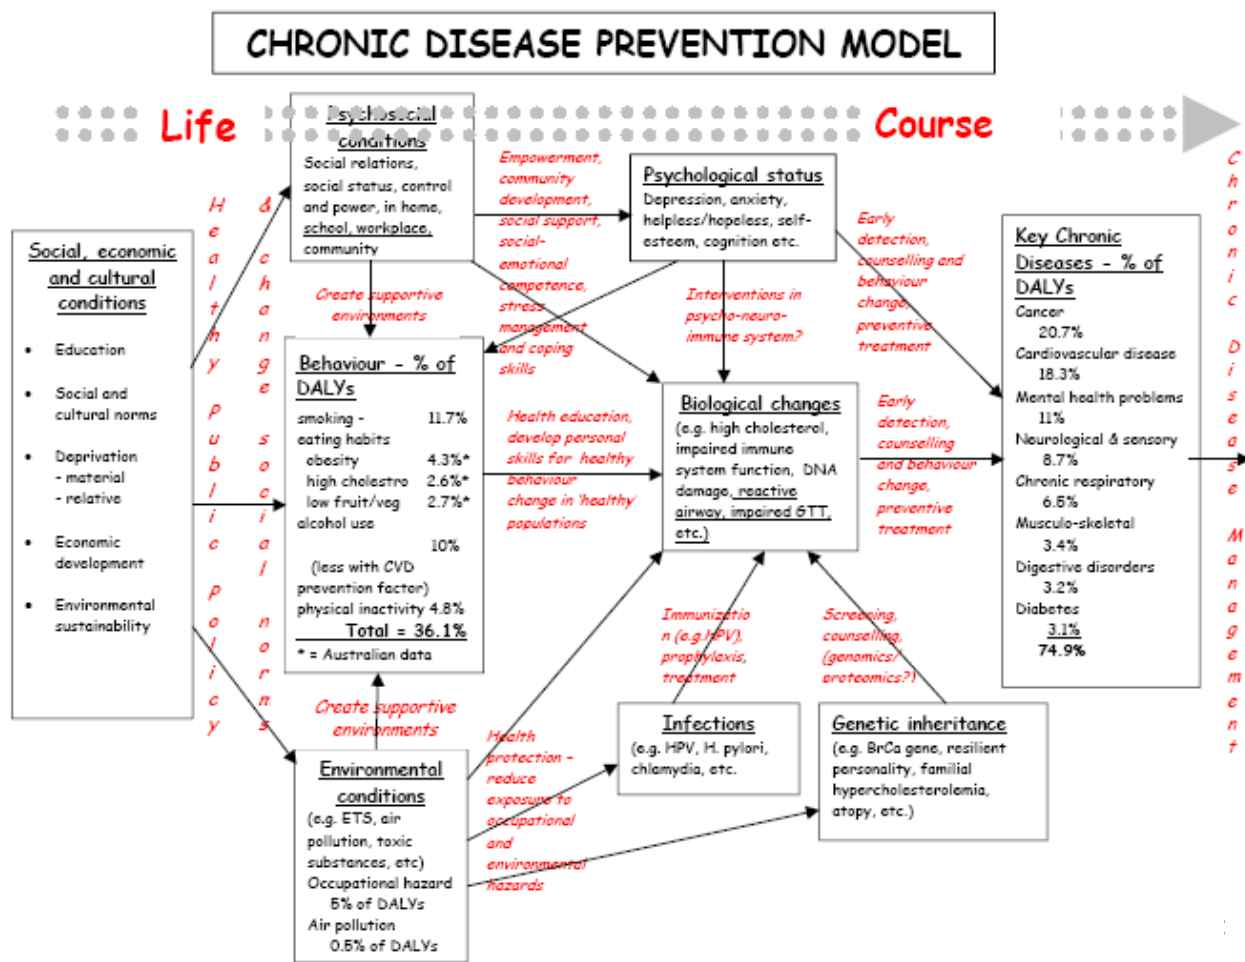 CHRONIC DISEASE PREVENTION MODEL
Life
Course
Psychosocial
conditions
Social relations,
social status, control
and power, in home,
school, workplace,
community
Empowerment,
community
development,
social support,
social-
emotional
competence,
stress
management
and coping
skills
Psychological status
Depression, anxiety,
helpless/hopeless, self-
esteem, cognition etc.
Early
detection,
counselling and
behaviour
change,
preventive
treatment
Social, economic
and cultural
conditions
• Education
• Social and
cultural norms
• Deprivation
- material
- relative
• Economic
development
• Environmental
sustainability
Healthy Public Policy
& change social norms
Create supportive
environments
Interventions in
psycho-neuro-
immune system?
Behaviour - % of
DALYs
smoking - 11.7%
eating habits
obesity 4.3%*
high cholestro 2.6%*
low fruit/veg 2.7%*
alcohol use
10%
(less with CVD
prevention factor)
physical inactivity 4.8%
Total = 36.1%
* = Australian data
Health education,
develop personal
skills for healthy
behaviour
change in 'healthy'
populations
Biological changes
(e.g. high cholesterol,
impaired immune
system function, DNA
damage, reactive
airway, impaired GTT,
etc.)
Early
detection,
counselling
and behaviour
change,
preventive
treatment
Key Chronic
Diseases - % of
DALYs
Cancer
20.7%
Cardiovascular disease
18.3%
Mental health problems
11%
Neurological & sensory
8.7%
Chronic respiratory
6.5%
Musculo-skeletal
3.4%
Digestive disorders
3.2%
Diabetes
3.1%
74.9%
Chronic Disease Management
Create supportive
environments
Immunizatio
n (e.g.HPV),
prophylaxis,
treatment
Screening,
counselling,
(genomics/
proteomics?)
Environmental
conditions
(e.g. ETS, air
pollution, toxic
substances, etc)
Occupational hazard
5% of DALYs
Air pollution
0.5% of DALYs
Health
protection –
reduce
exposure to
occupational
and
environmental
hazards
Infections
(e.g. HPV, H. pylori,
chlamydia, etc.
Genetic inheritance
(e.g. BrCa gene, resilient
personality, familial
hypercholesterolemia,
atopy, etc.)